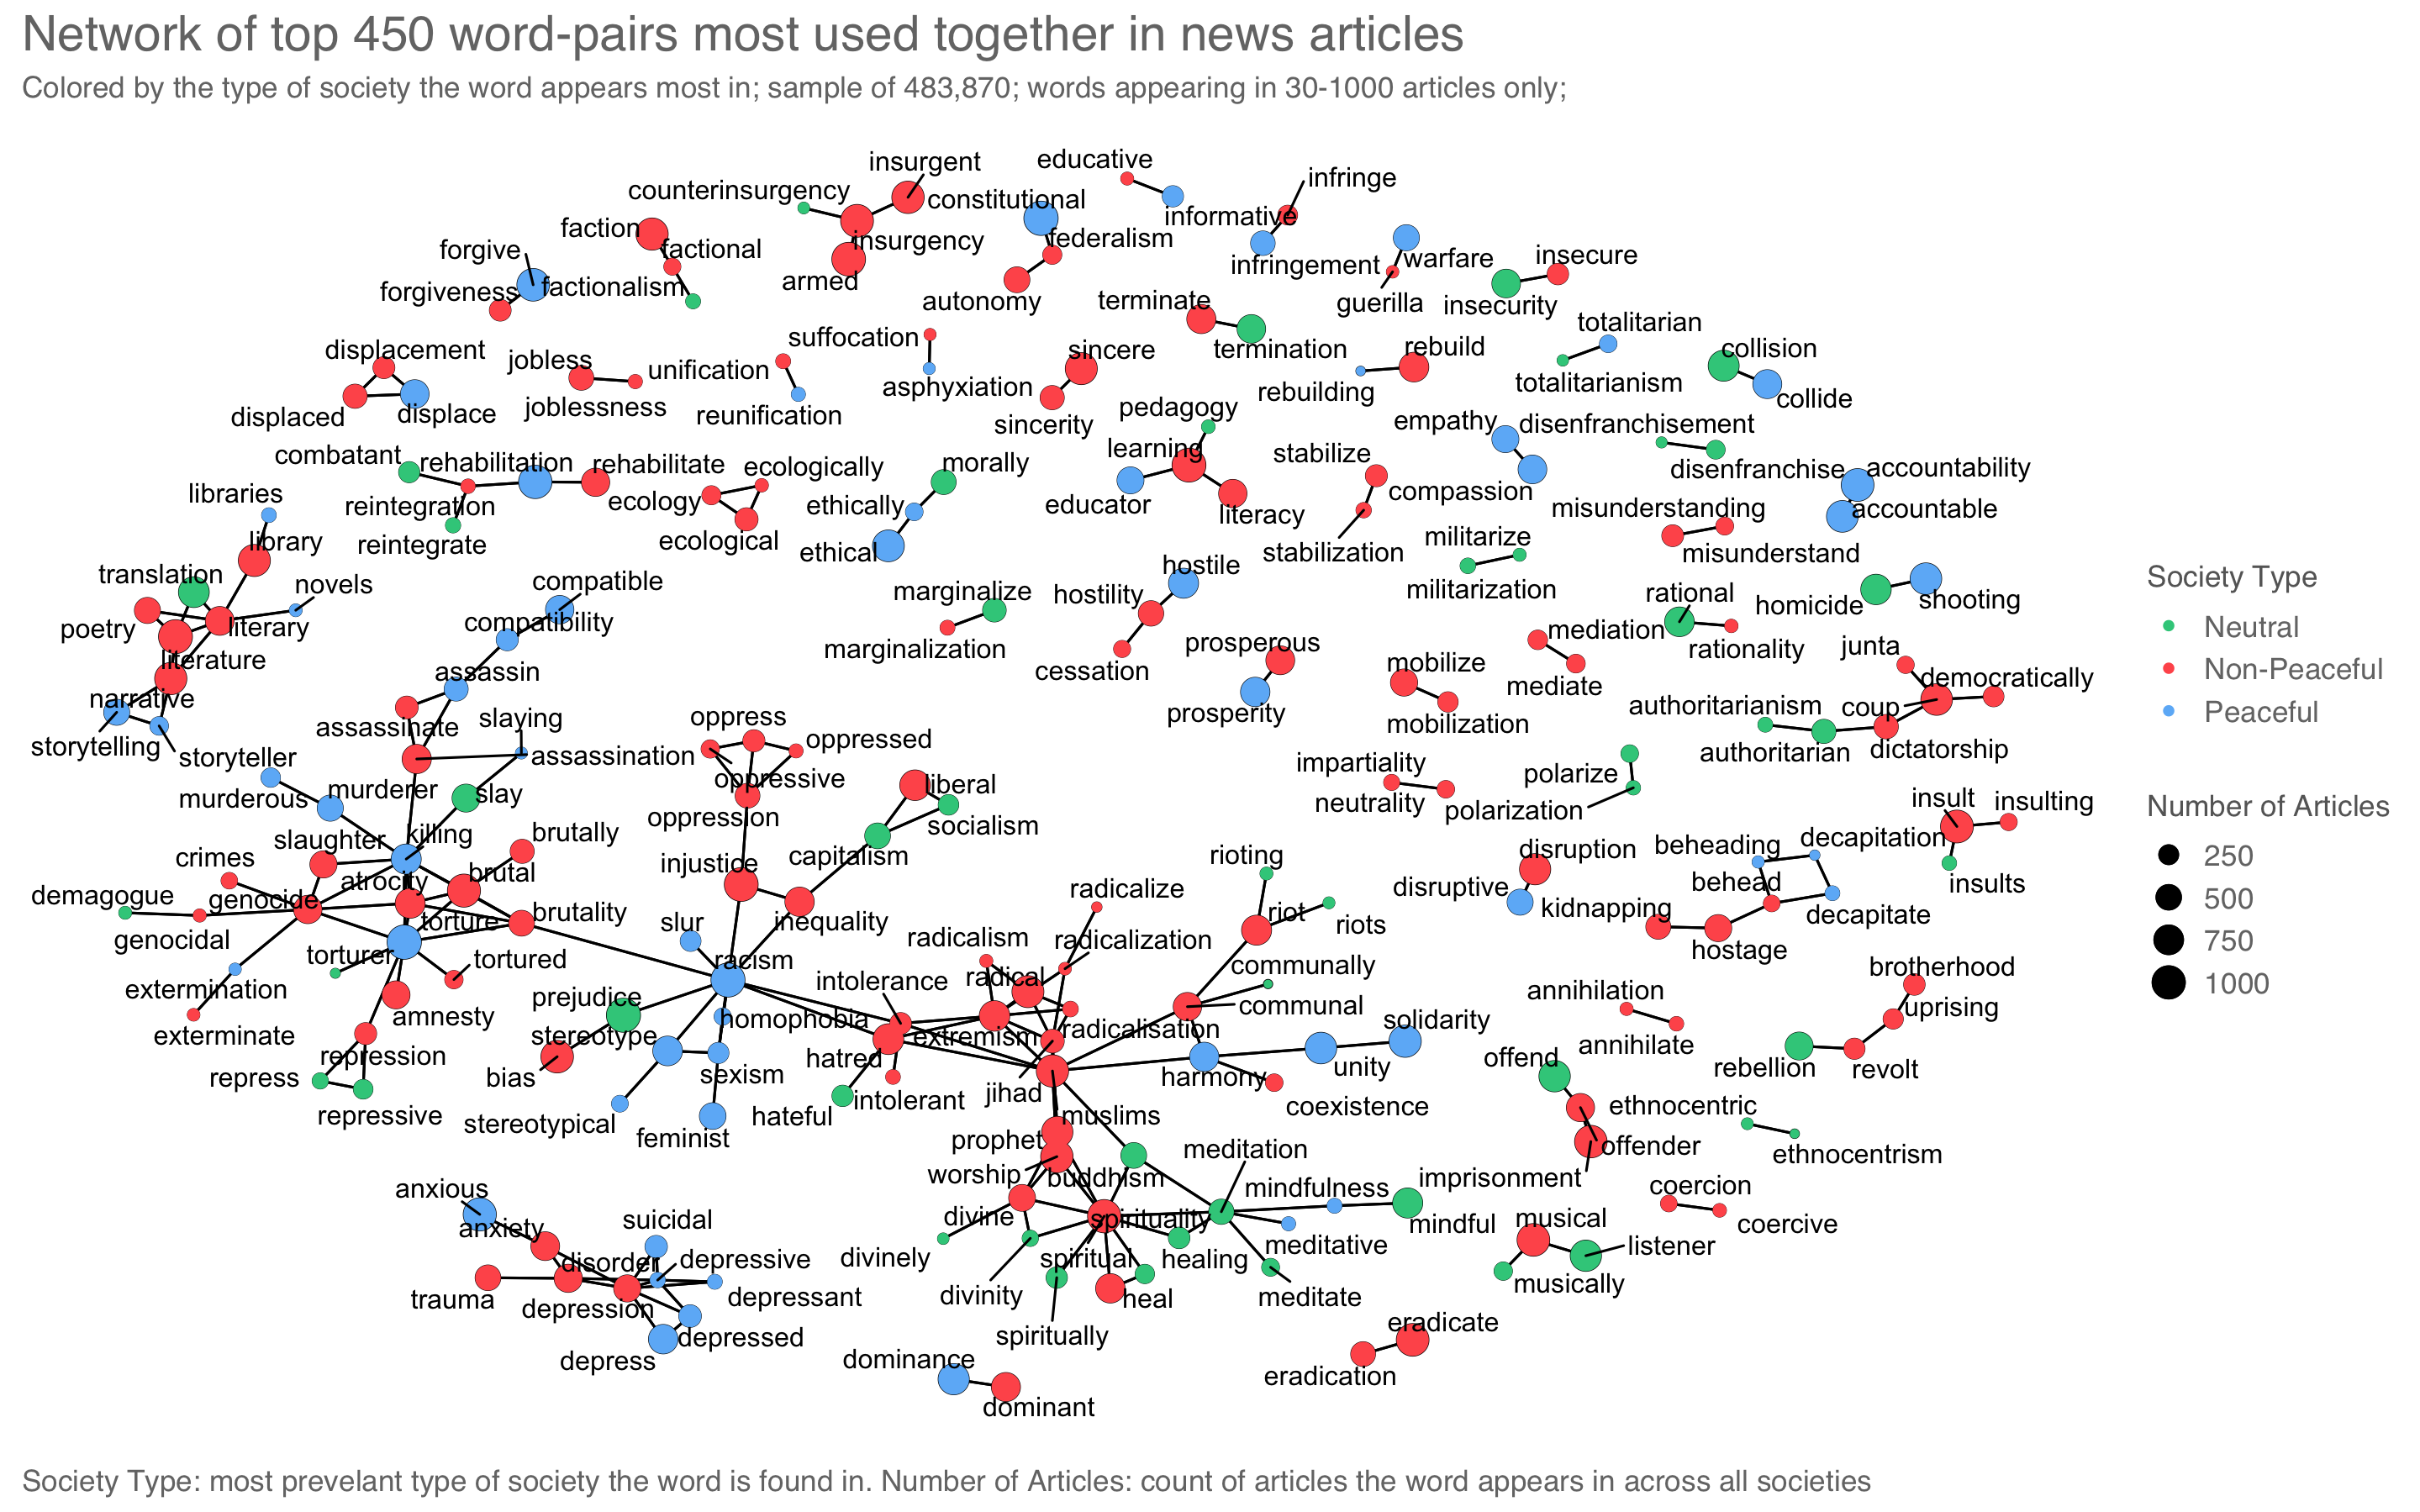 Network of top 450 word-pairs most used together in news articles
Colored by the type of society the word appears most in; sample of 483,870; words appearing in 30-1000 articles only;
educative
insurgent
infringe
counterinsurgency
constitutional
informative
faction
insurgency
federalism
factional
forgive
warfare
insecure
infringement
armed
forgiveness
factionalism
autonomy
terminate
guerilla
insecurity
totalitarian
suffocation
displacement
jobless
unification
sincere
termination
rebuild
collision
asphyxiation
totalitarianism
rebuilding
collide
displaced
displace
joblessness
reunification
sincerity
pedagogy
empathy
disenfranchisement
combatant
rehabilitation
rehabilitate
ecologically
morally
learning
stabilize
disenfranchise
accountability
libraries
reintegration
ecology
ethically
educator
literacy
compassion
misunderstanding
accountable
library
reintegrate
ecological
ethical
stabilization
militarize
misunderstand
translation
novels
compatible
marginalize
hostility
hostile
militarization
rational
homicide
shooting
poetry
literary
compatibility
marginalization
cessation
prosperous
mediation
rationality
junta
literature
assassin
mobilize
mediate
democratically
narrative
assassinate
slaying
oppress
prosperity
mobilization
authoritarianism
coup
storytelling
storyteller
assassination
oppressed
authoritarian
dictatorship
murderous
murderer
slay
oppressive
liberal
impartiality
polarize
neutrality
polarization
oppression
socialism
insult
insulting
slaughter
killing
brutally
capitalism
rioting
disruption
beheading
decapitation
crimes
atrocity
brutal
injustice
radicalize
disruptive
behead
insults
demagogue
genocide
torture
brutality
slur
inequality
riot
riots
kidnapping
decapitate
genocidal
torturer
tortured
racism
radicalism
radicalization
hostage
extermination
prejudice
intolerance
radical
communally
annihilation
brotherhood
exterminate
amnesty
stereotype
homophobia
extremism
radicalisation
communal
solidarity
annihilate
uprising
repression
bias
sexism
hatred
jihad
harmony
unity
offend
rebellion
revolt
repress
repressive
stereotypical
feminist
hateful
intolerant
muslims
coexistence
ethnocentric
prophet
meditation
offender
ethnocentrism
worship
buddhism
mindfulness
imprisonment
anxious
coercion
anxiety
suicidal
divine
spirituality
mindful
musical
coercive
disorder
depressive
divinely
spiritual
healing
meditative
listener
trauma
depression
depressant
divinity
heal
meditate
musically
depressed
spiritually
eradicate
depress
dominance
eradication
dominant
Society Type
Neutral
Non-Peaceful
Peaceful
Number of Articles
250
500
750
1000
Society Type: most prevelant type of society the word is found in. Number of Articles: count of articles the word appears in across all societies